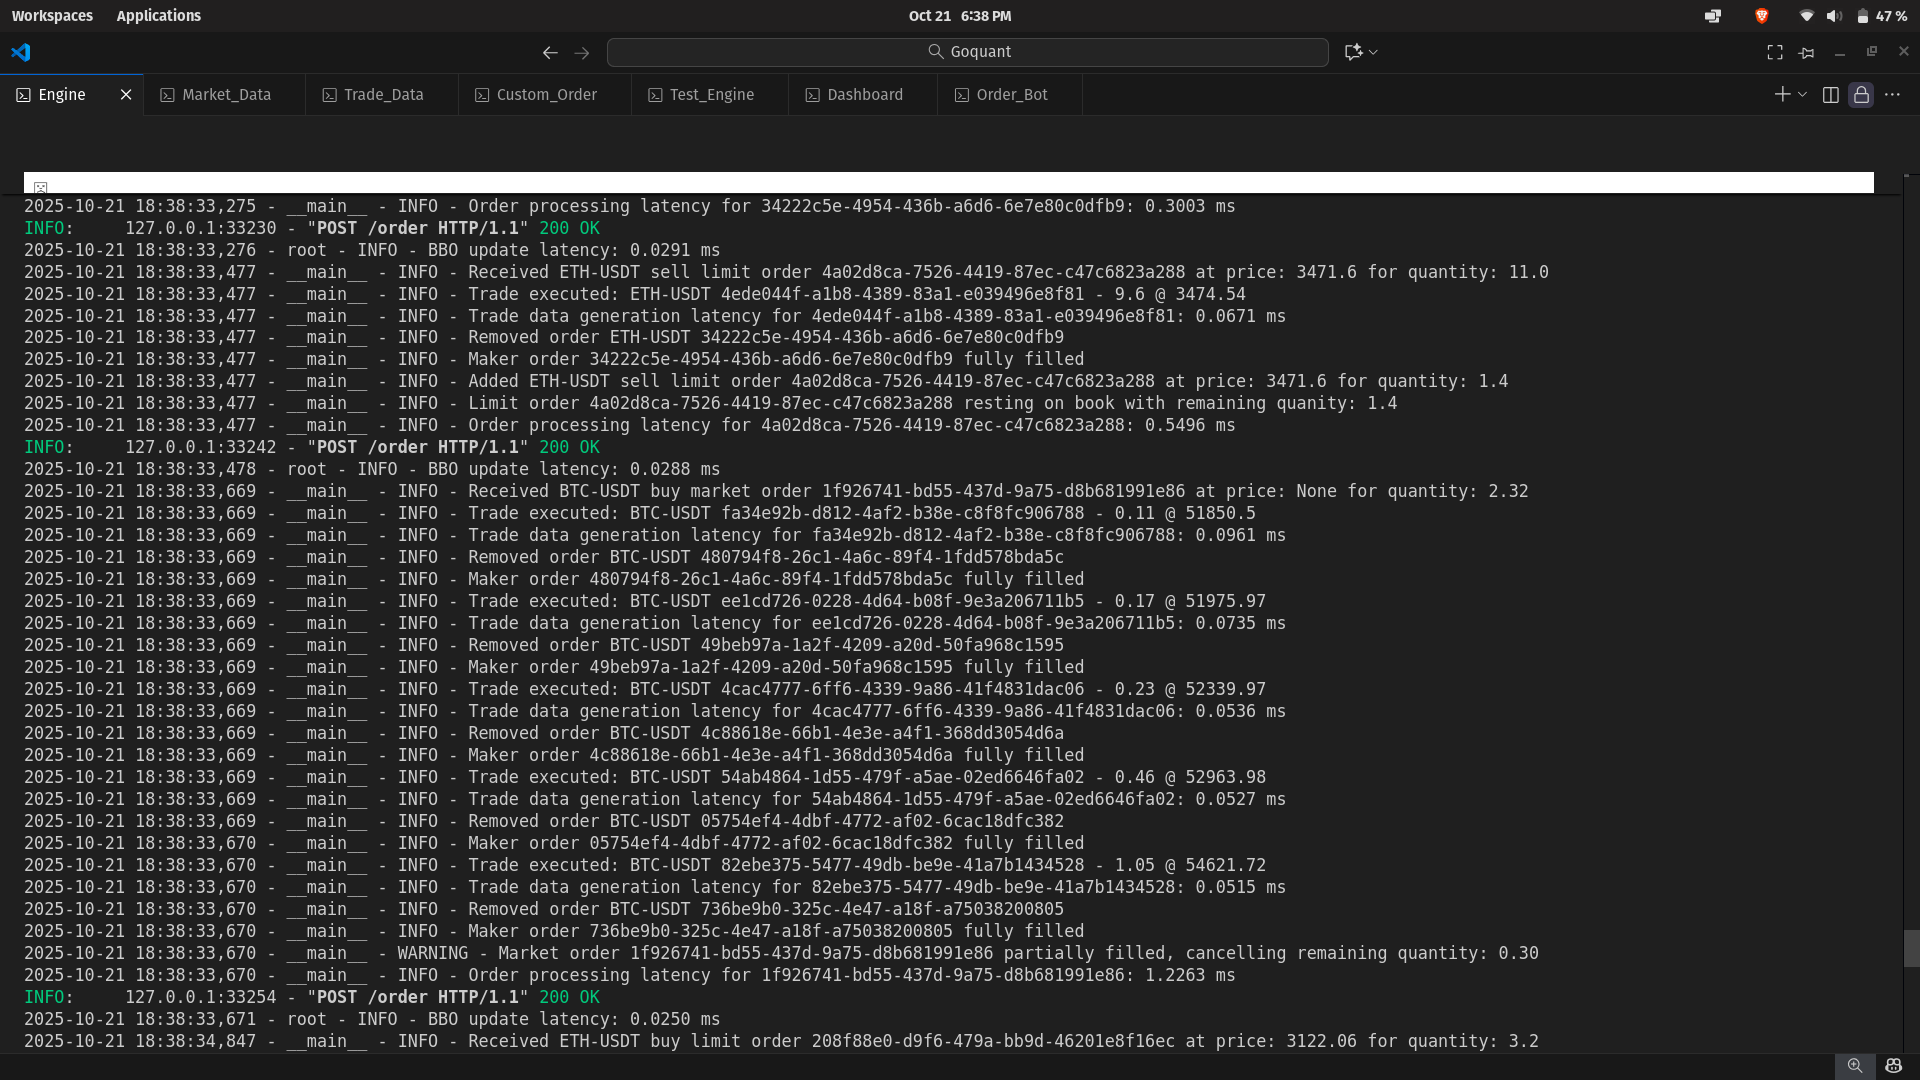 Workspaces Applications Oct 21 6:38 PM 47 %
Goquant
Engine Market_Data Trade_Data Custom_Order Test_Engine Dashboard Order_Bot
2025-10-21 18:38:33,275 - __main__ - INFO - Order processing latency for 34222c5e-4954-436b-a6d6-6e7e80c0dfb9: 0.3003 ms
INFO: 127.0.0.1:33230 - "POST /order HTTP/1.1" 200 OK
2025-10-21 18:38:33,276 - root - INFO - BBO update latency: 0.0291 ms
2025-10-21 18:38:33,477 - __main__ - INFO - Received ETH-USDT sell limit order 4a02d8ca-7526-4419-87ec-c47c6823a288 at price: 3471.6 for quantity: 11.0
2025-10-21 18:38:33,477 - __main__ - INFO - Trade executed: ETH-USDT 4ede044f-a1b8-4389-83a1-e039496e8f81 - 9.6 @ 3474.54
2025-10-21 18:38:33,477 - __main__ - INFO - Trade data generation latency for 4ede044f-a1b8-4389-83a1-e039496e8f81: 0.0671 ms
2025-10-21 18:38:33,477 - __main__ - INFO - Removed order ETH-USDT 34222c5e-4954-436b-a6d6-6e7e80c0dfb9
2025-10-21 18:38:33,477 - __main__ - INFO - Maker order 34222c5e-4954-436b-a6d6-6e7e80c0dfb9 fully filled
2025-10-21 18:38:33,477 - __main__ - INFO - Added ETH-USDT sell limit order 4a02d8ca-7526-4419-87ec-c47c6823a288 at price: 3471.6 for quantity: 1.4
2025-10-21 18:38:33,477 - __main__ - INFO - Limit order 4a02d8ca-7526-4419-87ec-c47c6823a288 resting on book with remaining quanity: 1.4
2025-10-21 18:38:33,477 - __main__ - INFO - Order processing latency for 4a02d8ca-7526-4419-87ec-c47c6823a288: 0.5496 ms
INFO: 127.0.0.1:33242 - "POST /order HTTP/1.1" 200 OK
2025-10-21 18:38:33,478 - root - INFO - BBO update latency: 0.0288 ms
2025-10-21 18:38:33,669 - __main__ - INFO - Received BTC-USDT buy market order 1f926741-bd55-437d-9a75-d8b681991e86 at price: None for quantity: 2.32
2025-10-21 18:38:33,669 - __main__ - INFO - Trade executed: BTC-USDT fa34e92b-d812-4af2-b38e-c8f8fc906788 - 0.11 @ 51850.5
2025-10-21 18:38:33,669 - __main__ - INFO - Trade data generation latency for fa34e92b-d812-4af2-b38e-c8f8fc906788: 0.0961 ms
2025-10-21 18:38:33,669 - __main__ - INFO - Removed order BTC-USDT 480794f8-26c1-4a6c-89f4-1fdd578bda5c
2025-10-21 18:38:33,669 - __main__ - INFO - Maker order 480794f8-26c1-4a6c-89f4-1fdd578bda5c fully filled
2025-10-21 18:38:33,669 - __main__ - INFO - Trade executed: BTC-USDT ee1cd726-0228-4d64-b08f-9e3a206711b5 - 0.17 @ 51975.97
2025-10-21 18:38:33,669 - __main__ - INFO - Trade data generation latency for ee1cd726-0228-4d64-b08f-9e3a206711b5: 0.0735 ms
2025-10-21 18:38:33,669 - __main__ - INFO - Removed order BTC-USDT 49beb97a-1a2f-4209-a20d-50fa968c1595
2025-10-21 18:38:33,669 - __main__ - INFO - Maker order 49beb97a-1a2f-4209-a20d-50fa968c1595 fully filled
2025-10-21 18:38:33,669 - __main__ - INFO - Trade executed: BTC-USDT 4cac4777-6ff6-4339-9a86-41f4831dac06 - 0.23 @ 52339.97
2025-10-21 18:38:33,669 - __main__ - INFO - Trade data generation latency for 4cac4777-6ff6-4339-9a86-41f4831dac06: 0.0536 ms
2025-10-21 18:38:33,669 - __main__ - INFO - Removed order BTC-USDT 4c88618e-66b1-4e3e-a4f1-368dd3054d6a
2025-10-21 18:38:33,669 - __main__ - INFO - Maker order 4c88618e-66b1-4e3e-a4f1-368dd3054d6a fully filled
2025-10-21 18:38:33,669 - __main__ - INFO - Trade executed: BTC-USDT 54ab4864-1d55-479f-a5ae-02ed6646fa02 - 0.46 @ 52963.98
2025-10-21 18:38:33,669 - __main__ - INFO - Trade data generation latency for 54ab4864-1d55-479f-a5ae-02ed6646fa02: 0.0527 ms
2025-10-21 18:38:33,669 - __main__ - INFO - Removed order BTC-USDT 05754ef4-4dbf-4772-af02-6cac18dfc382
2025-10-21 18:38:33,670 - __main__ - INFO - Maker order 05754ef4-4dbf-4772-af02-6cac18dfc382 fully filled
2025-10-21 18:38:33,670 - __main__ - INFO - Trade executed: BTC-USDT 82ebe375-5477-49db-be9e-41a7b1434528 - 1.05 @ 54621.72
2025-10-21 18:38:33,670 - __main__ - INFO - Trade data generation latency for 82ebe375-5477-49db-be9e-41a7b1434528: 0.0515 ms
2025-10-21 18:38:33,670 - __main__ - INFO - Removed order BTC-USDT 736be9b0-325c-4e47-a18f-a75038200805
2025-10-21 18:38:33,670 - __main__ - INFO - Maker order 736be9b0-325c-4e47-a18f-a75038200805 fully filled
2025-10-21 18:38:33,670 - __main__ - WARNING - Market order 1f926741-bd55-437d-9a75-d8b681991e86 partially filled, cancelling remaining quantity: 0.30
2025-10-21 18:38:33,670 - __main__ - INFO - Order processing latency for 1f926741-bd55-437d-9a75-d8b681991e86: 1.2263 ms
INFO: 127.0.0.1:33254 - "POST /order HTTP/1.1" 200 OK
2025-10-21 18:38:33,671 - root - INFO - BBO update latency: 0.0250 ms
2025-10-21 18:38:34,847 - __main__ - INFO - Received ETH-USDT buy limit order 208f88e0-d9f6-479a-bb9d-46201e8f16ec at price: 3122.06 for quantity: 3.2